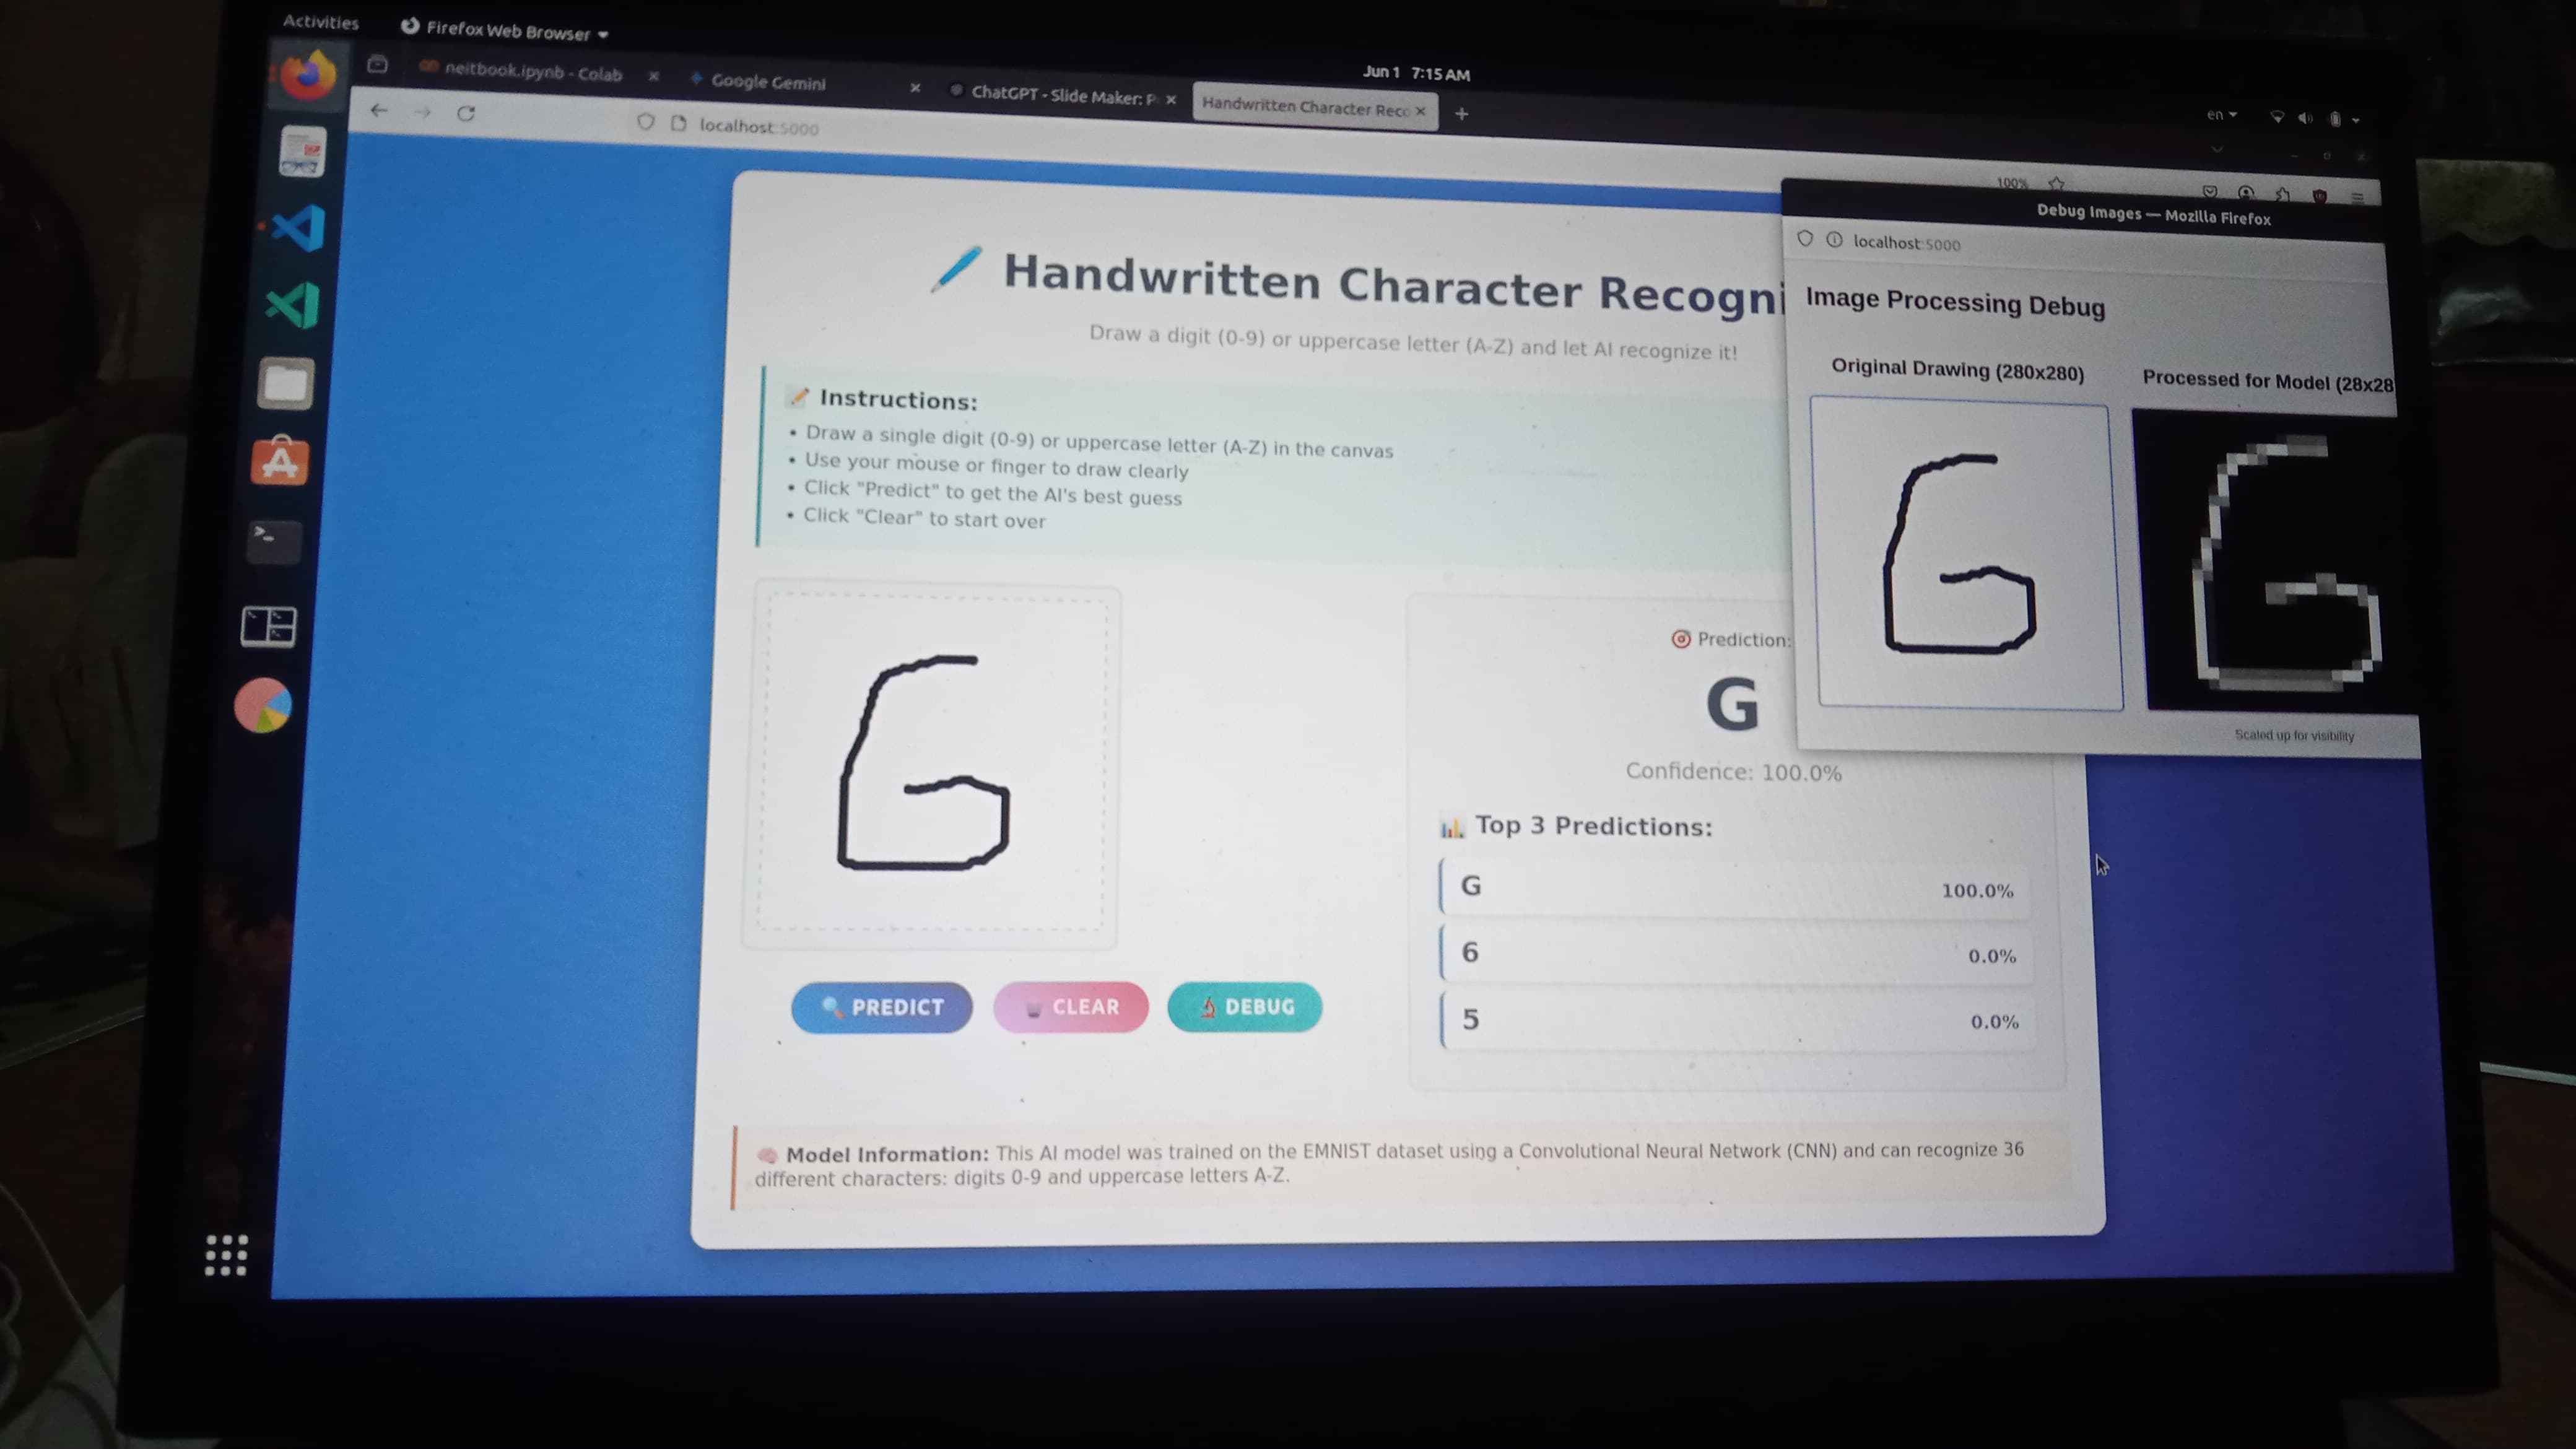 Activities
Firefox Web Browser
Jun 1 7:15 AM
en
neitbook.ipynb - Colab
Google Gemini
ChatGPT - Slide Maker: P
Handwritten Character Reco
localhost:5000
100%
Handwritten Character Recogni
Draw a digit (0-9) or uppercase letter (A-Z) and let AI recognize it!
Instructions:
• Draw a single digit (0-9) or uppercase letter (A-Z) in the canvas
• Use your mouse or finger to draw clearly
• Click "Predict" to get the AI's best guess
• Click "Clear" to start over
G
PREDICT
CLEAR
DEBUG
Prediction:
G
Confidence: 100.0%
Top 3 Predictions:
G 100.0%
6 0.0%
5 0.0%
Model Information: This AI model was trained on the EMNIST dataset using a Convolutional Neural Network (CNN) and can recognize 36
different characters: digits 0-9 and uppercase letters A-Z.
Debug Images — Mozilla Firefox
localhost:5000
Image Processing Debug
Original Drawing (280x280)
Processed for Model (28x28
G
G
Scaled up for visibility